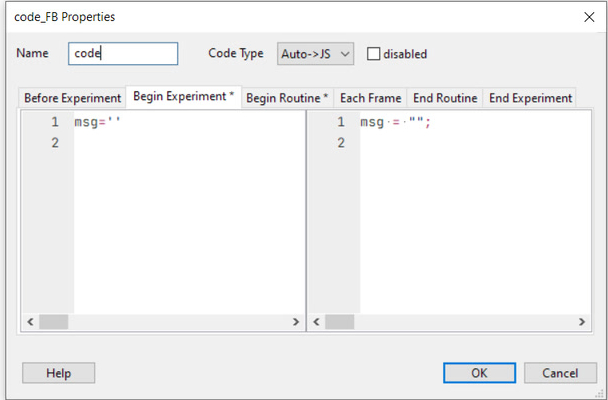 code_FB Properties
Name code Code Type Auto->JS disabled
Before Experiment Begin Experiment * Begin Routine * Each Frame End Routine End Experiment
1 msg='' 1 msg = "";
2 2
Help OK Cancel